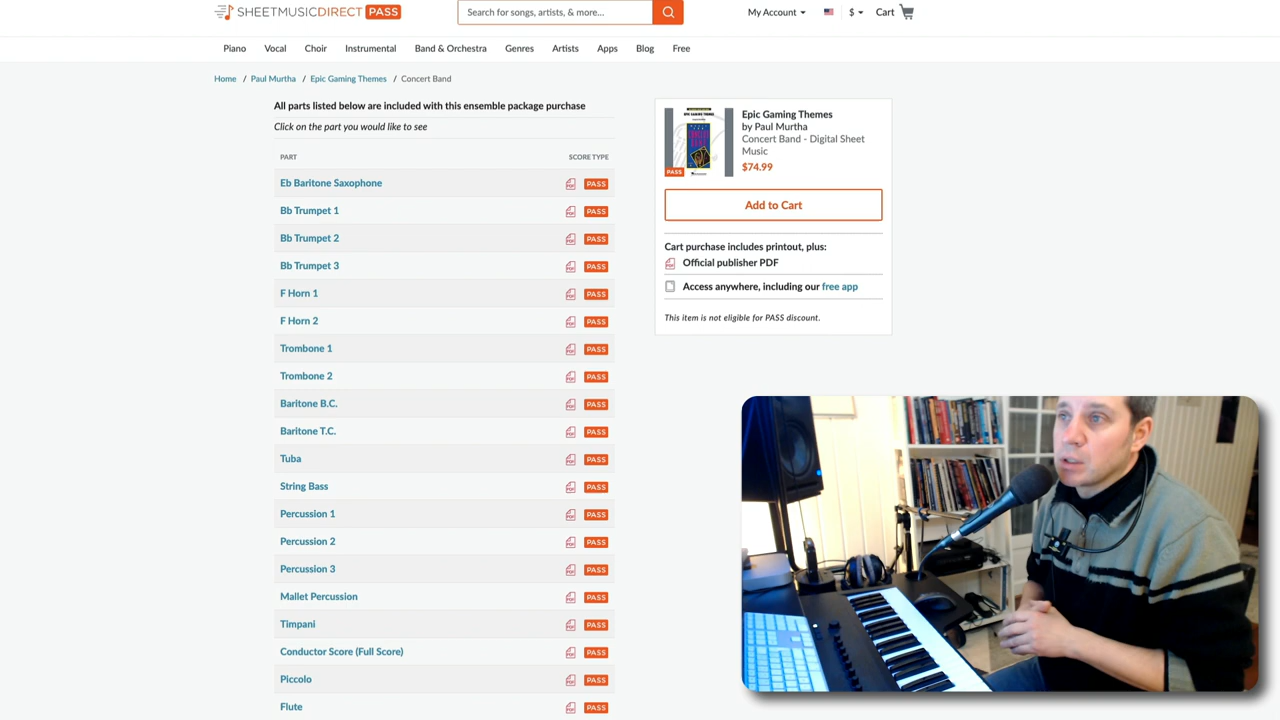 SHEETMUSICDIRECT PASS
Search for songs, artists, & more...
My Account
$
Cart
Piano
Vocal
Choir
Instrumental
Band & Orchestra
Genres
Artists
Apps
Blog
Free
Home / Paul Murtha / Epic Gaming Themes / Concert Band
All parts listed below are included with this ensemble package purchase
Click on the part you would like to see
PART SCORE TYPE
Eb Baritone Saxophone PASS
Bb Trumpet 1 PASS
Bb Trumpet 2 PASS
Bb Trumpet 3 PASS
F Horn 1 PASS
F Horn 2 PASS
Trombone 1 PASS
Trombone 2 PASS
Baritone B.C. PASS
Baritone T.C. PASS
Tuba PASS
String Bass PASS
Percussion 1 PASS
Percussion 2 PASS
Percussion 3 PASS
Mallet Percussion PASS
Timpani PASS
Conductor Score (Full Score) PASS
Piccolo PASS
Flute PASS
EPIC GAMING THEMES
PASS
Epic Gaming Themes
by Paul Murtha
Concert Band - Digital Sheet
Music
$74.99
Add to Cart
Cart purchase includes printout, plus:
Official publisher PDF
Access anywhere, including our free app
This item is not eligible for PASS discount.